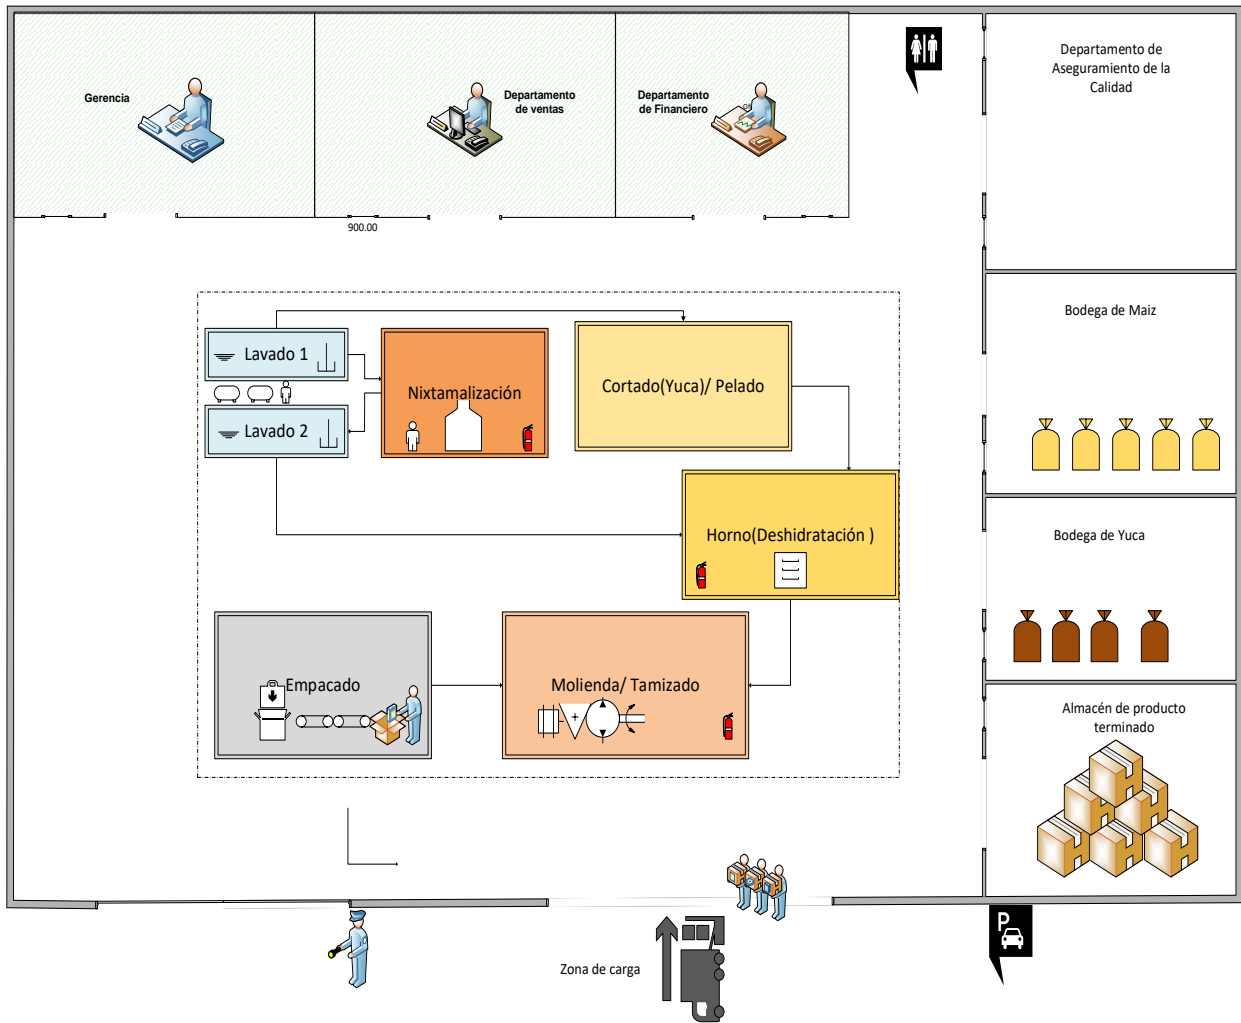 Gerencia
Departamento
de ventas
Departamento
de Financiero
Departamento de
Aseguramiento de la
Calidad
900.00
Bodega de Maiz
Lavado 1
Nixtamalización
Cortado(Yuca)/ Pelado
Lavado 2
Horno(Deshidratación )
Bodega de Yuca
Empacado
Molienda/ Tamizado
Almacén de producto
terminado
P
Zona de carga